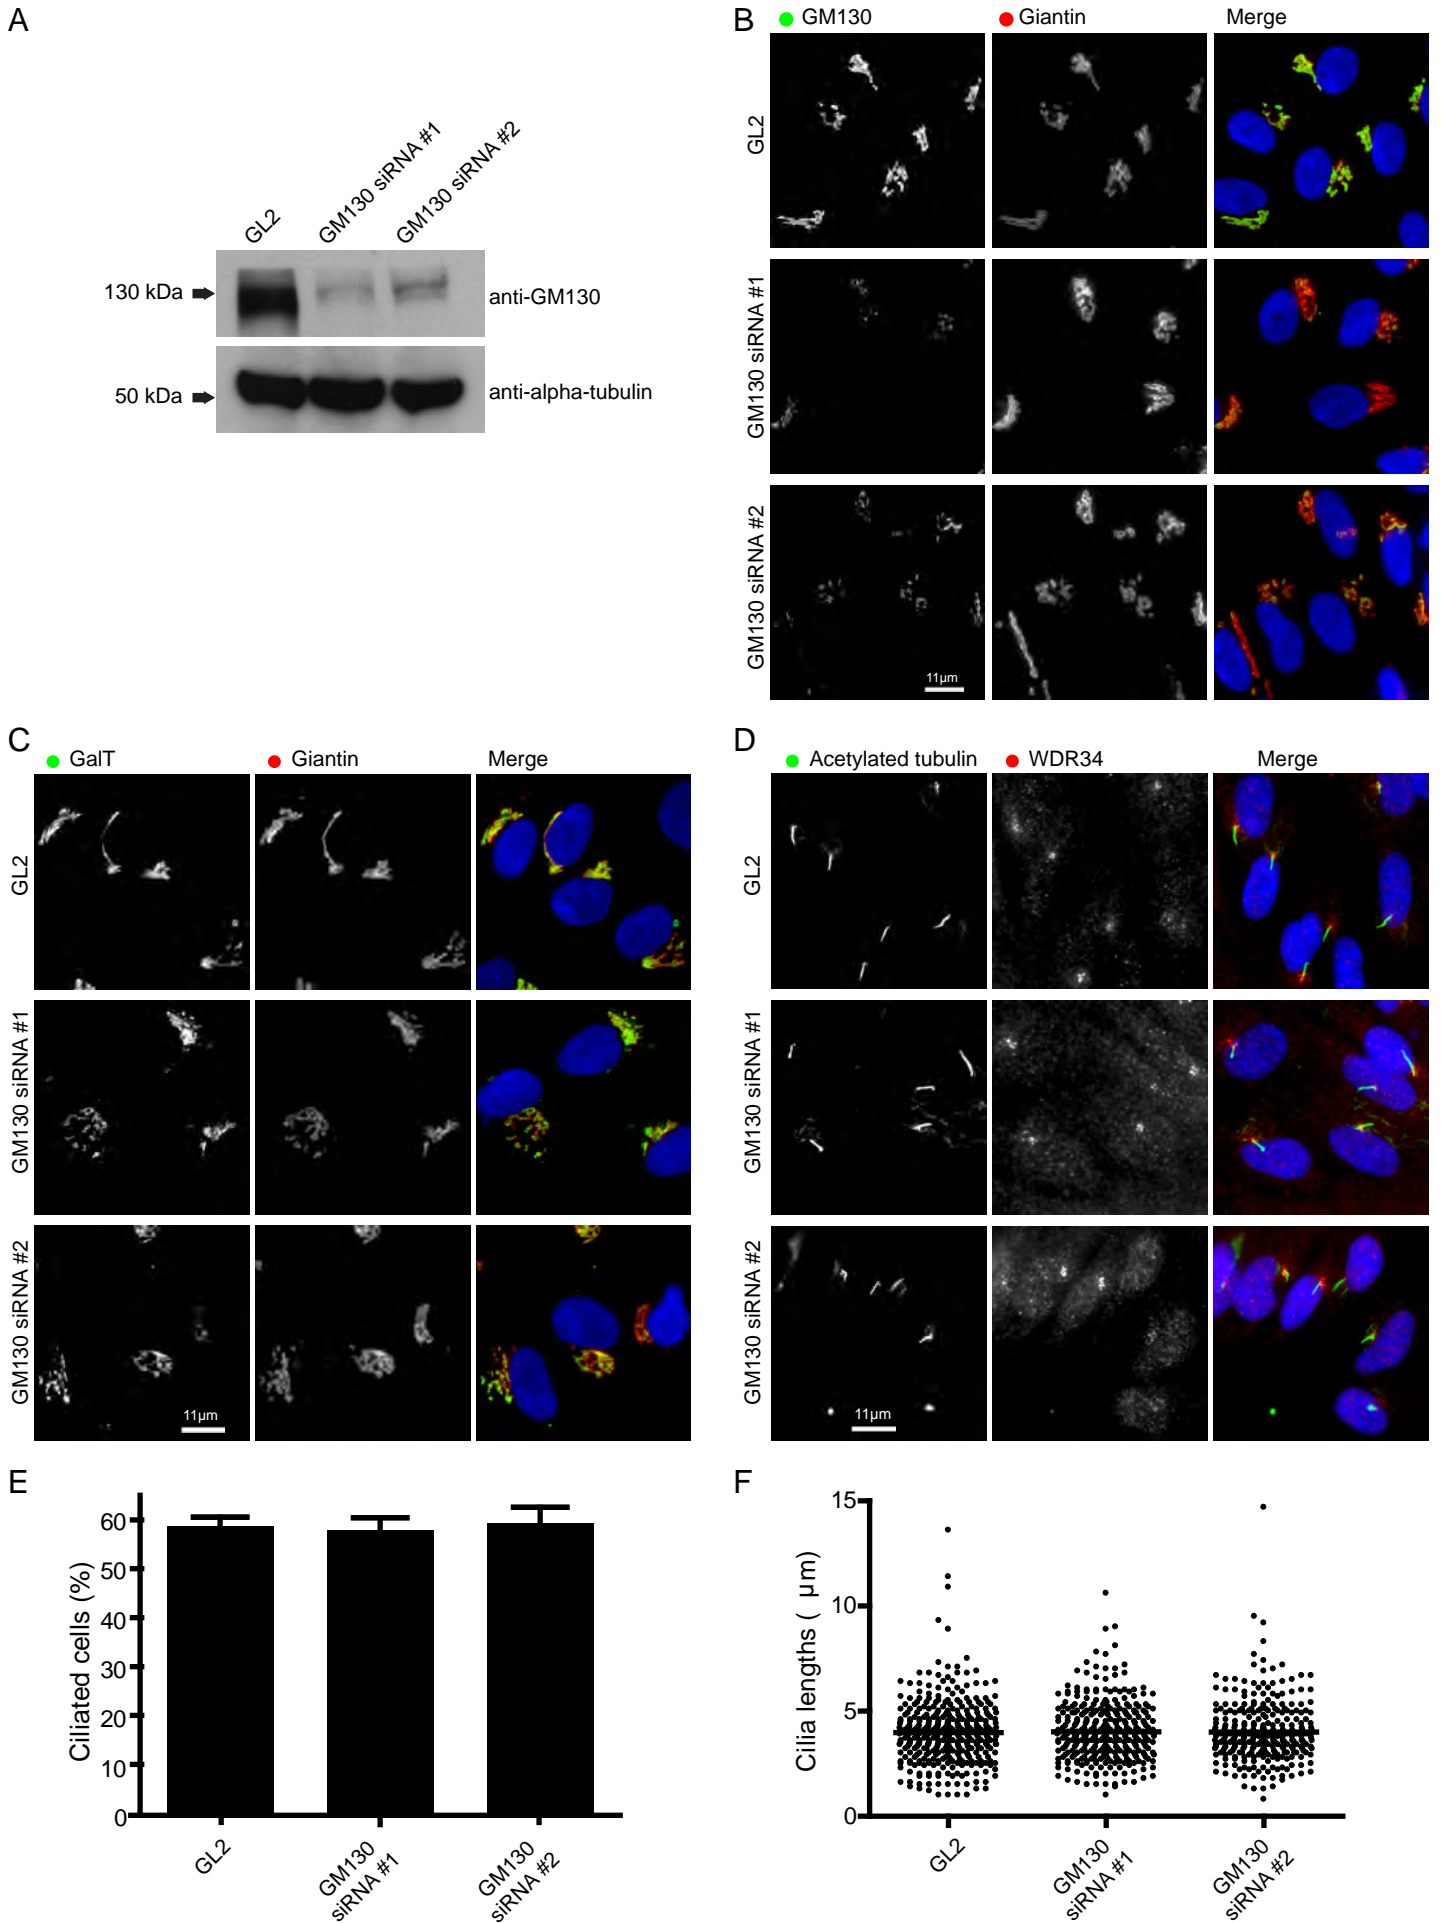 A
GL2
GM130 siRNA #1
GM130 siRNA #2
130 kDa
anti-GM130
50 kDa
anti-alpha-tubulin
B
GM130
Giantin
Merge
GL2
GM130 siRNA #1
GM130 siRNA #2
11µm
C
GalT
Giantin
Merge
GL2
GM130 siRNA #1
GM130 siRNA #2
11µm
D
Acetylated tubulin
WDR34
Merge
GL2
GM130 siRNA #1
GM130 siRNA #2
11µm
E
Ciliated cells (%)
60
50
40
30
20
10
0
GL2
GM130
siRNA #1
GM130
siRNA #2
F
Cilia lengths ( µm)
15
10
5
0
GL2
GM130
siRNA #1
GM130
siRNA #2